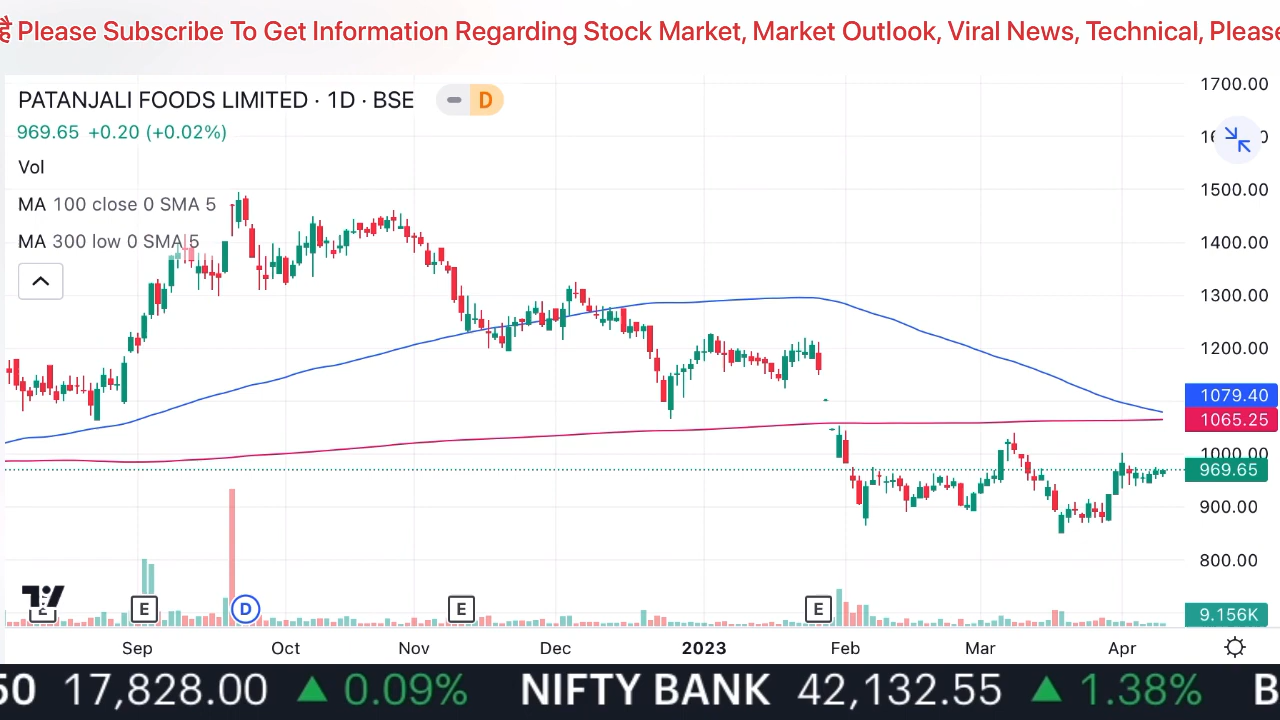 है Please Subscribe To Get Information Regarding Stock Market, Market Outlook, Viral News, Technical, Please
PATANJALI FOODS LIMITED · 1D · BSE
D
969.65 +0.20 (+0.02%)
Vol
MA 100 close 0 SMA 5
MA 300 low 0 SMA 5
1700.00
1500.00
1400.00
1300.00
1200.00
1079.40
1065.25
1000.00
969.65
900.00
800.00
9.156K
E
E
D
E
E
Sep Oct Nov Dec 2023 Feb Mar Apr
50 17,828.00 ▲ 0.09% NIFTY BANK 42,132.55 ▲ 1.38% B